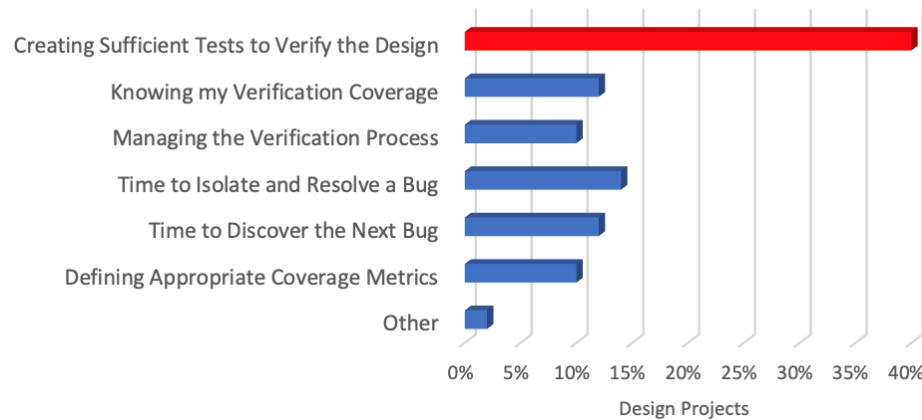 Creating Sufficient Tests to Verify the Design
Knowing my Verification Coverage
Managing the Verification Process
Time to Isolate and Resolve a Bug
Time to Discover the Next Bug
Defining Appropriate Coverage Metrics
Other
0% 5% 10% 15% 20% 25% 30% 35% 40%
Design Projects